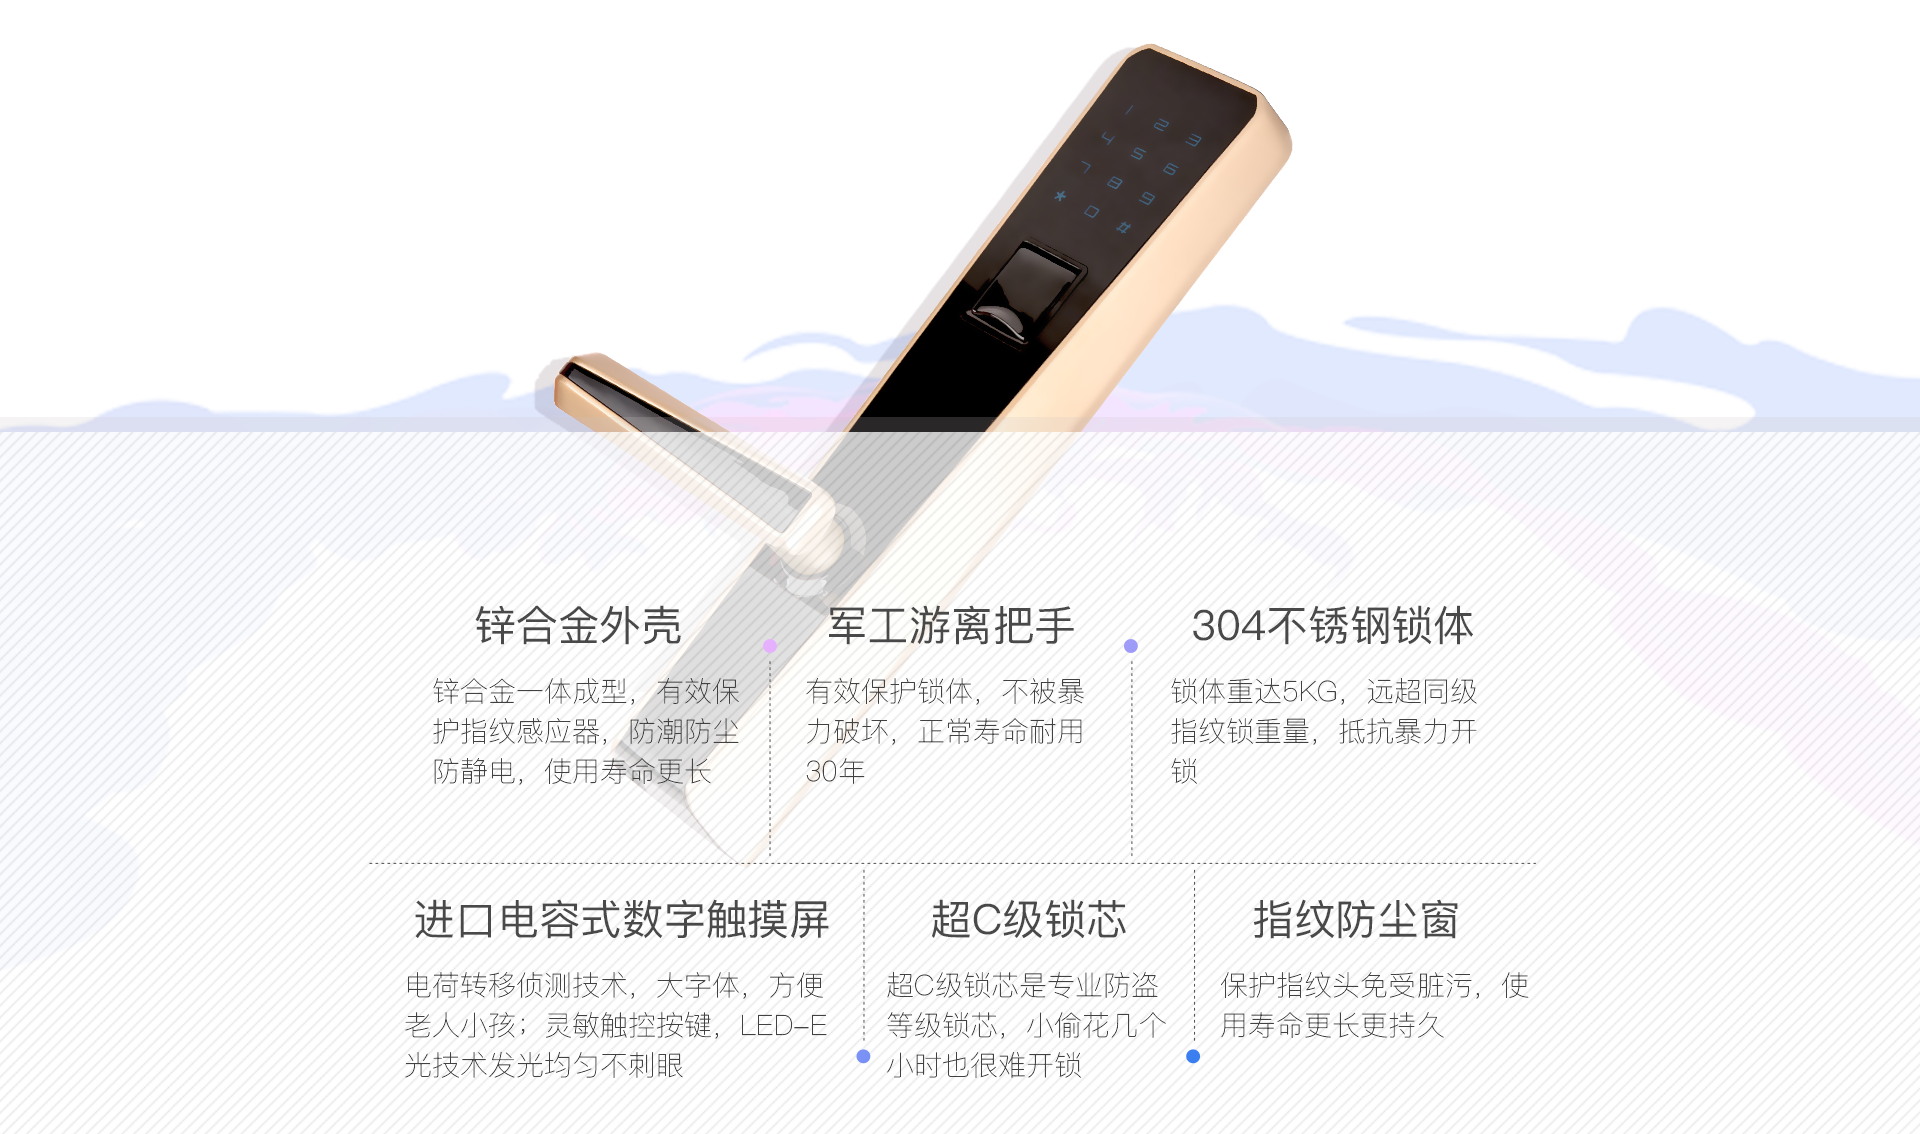 1 2 3
4 5 6
7 8 9
* 0 #
锌合金外壳
锌合金一体成型，有效保
护指纹感应器，防潮防尘
防静电，使用寿命更长
军工游离把手
有效保护锁体，不被暴
力破坏，正常寿命耐用
30年
304不锈钢锁体
锁体重达5KG，远超同级
指纹锁重量，抵抗暴力开
锁
进口电容式数字触摸屏
电荷转移侦测技术，大字体，方便
老人小孩；灵敏触控按键，LED-E
光技术发光均匀不刺眼
超C级锁芯
超C级锁芯是专业防盗
等级锁芯，小偷花几个
小时也很难开锁
指纹防尘窗
保护指纹头免受脏污，使
用寿命更长更持久